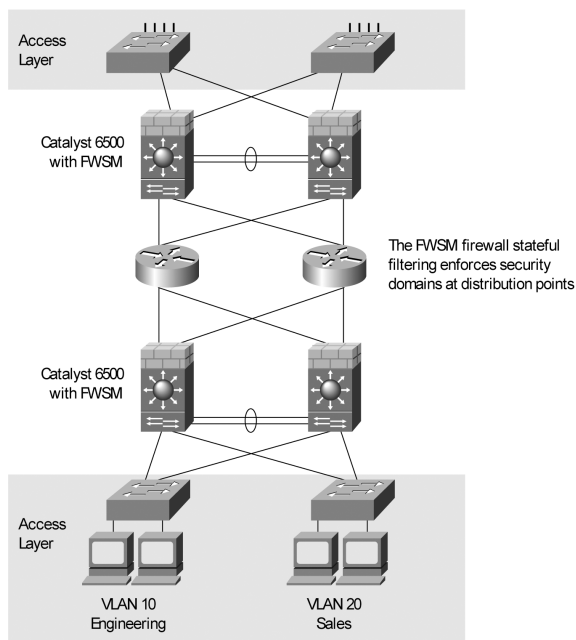 Access
Layer
Catalyst 6500
with FWSM
The FWSM firewall stateful
filtering enforces security
domains at distribution points
Catalyst 6500
with FWSM
Access
Layer
VLAN 10
Engineering
VLAN 20
Sales